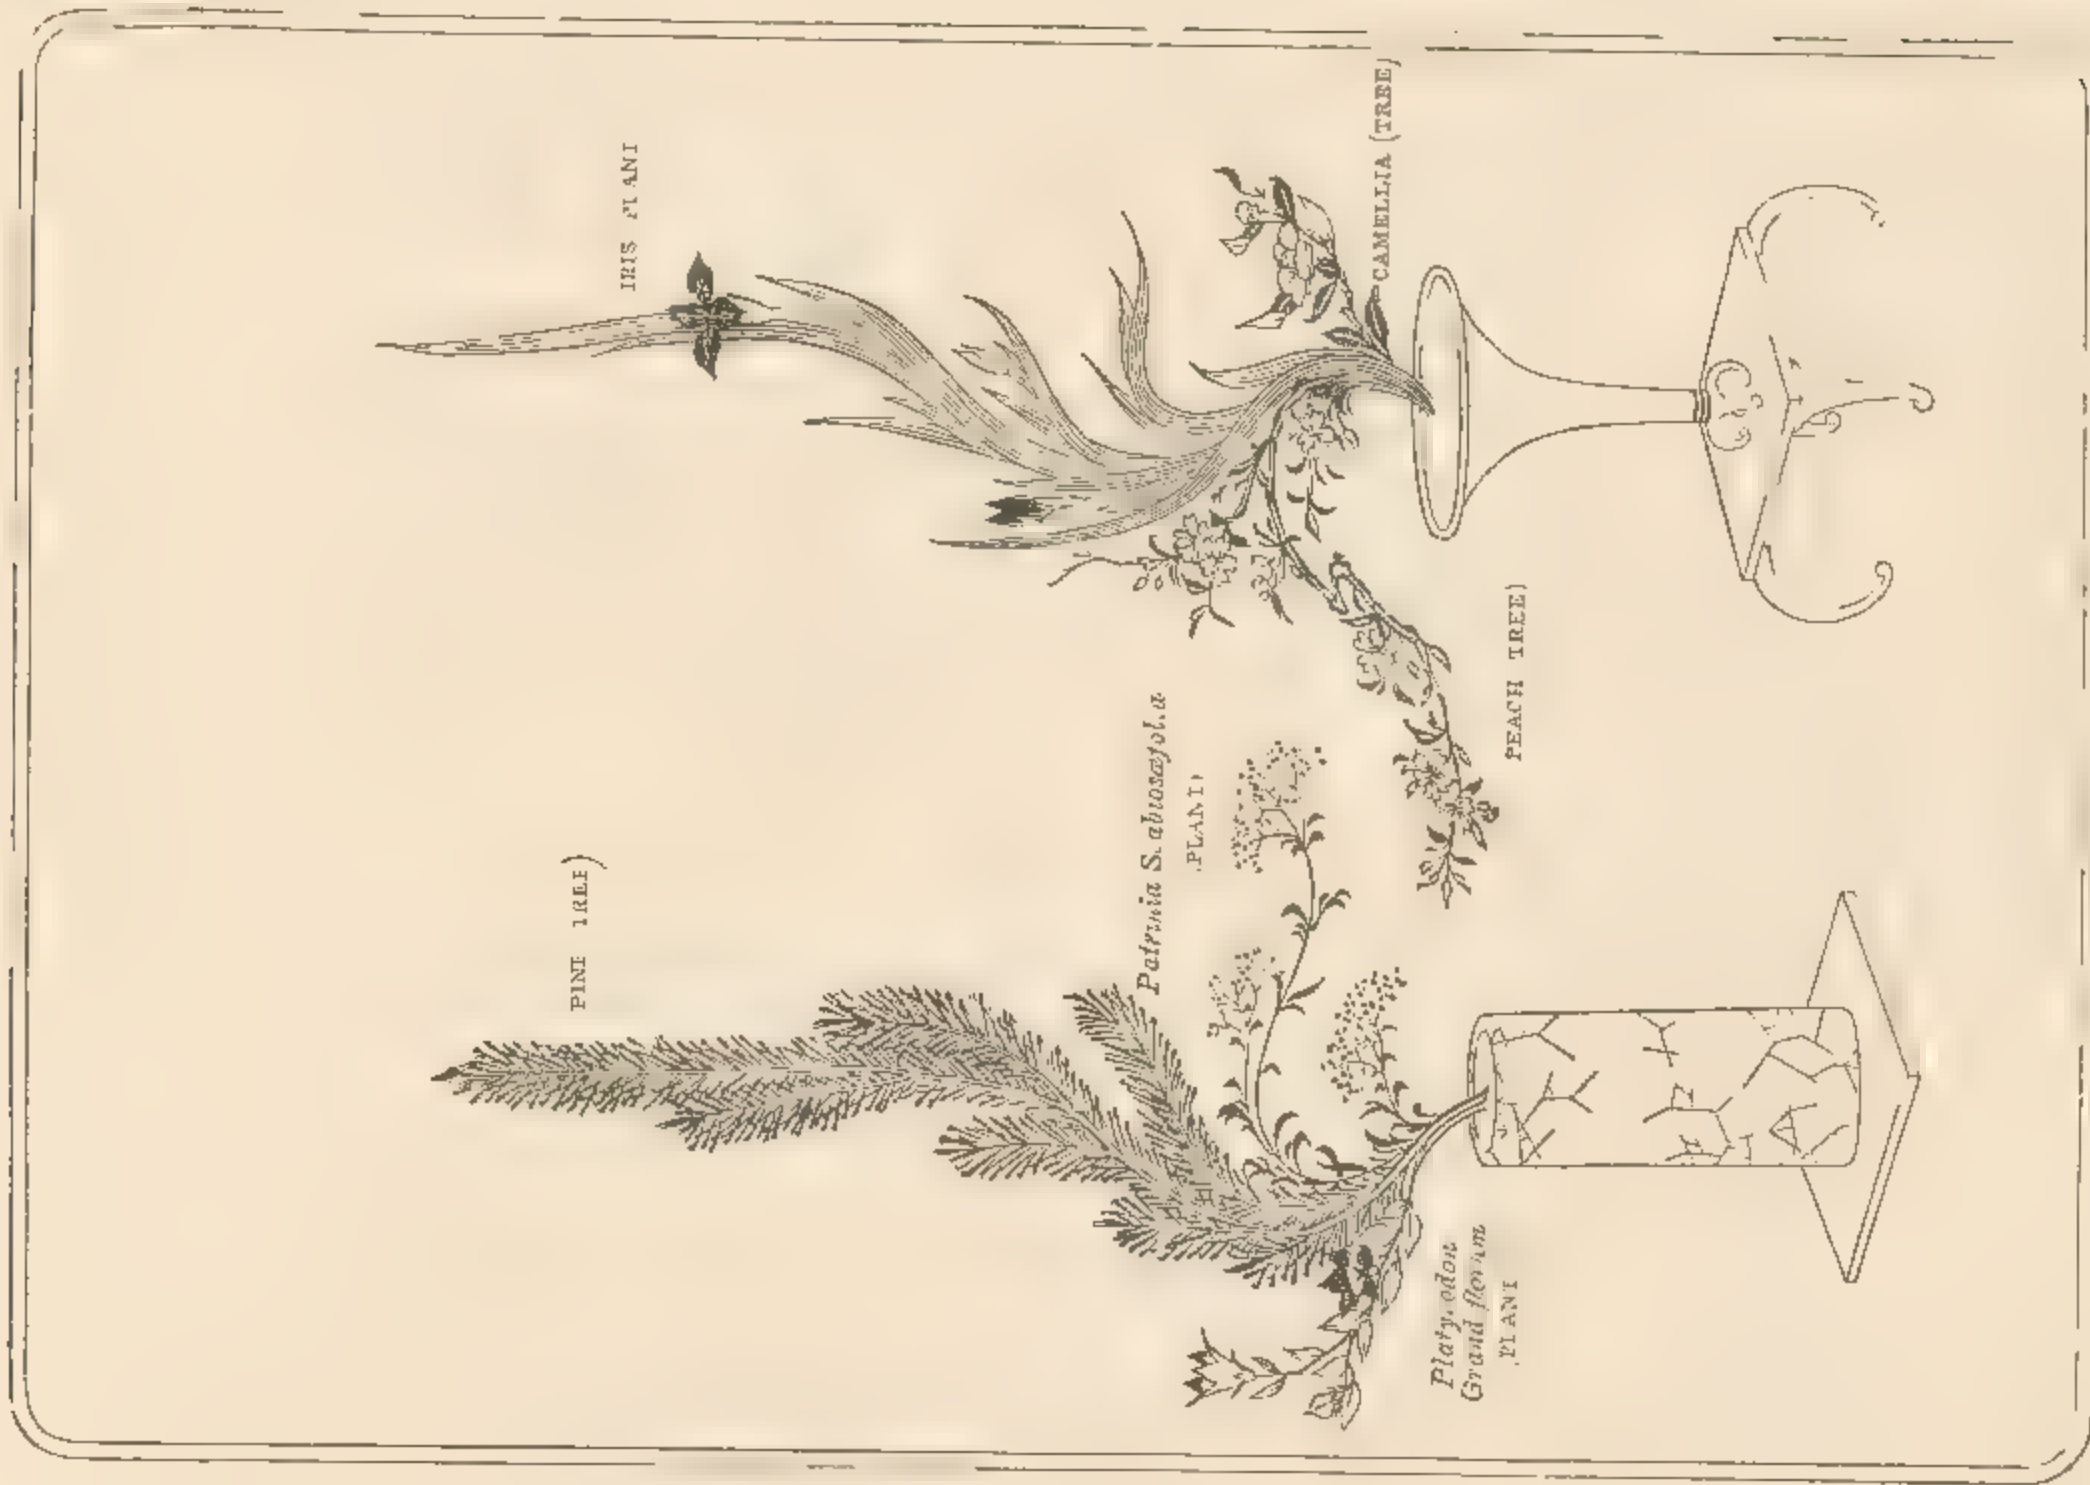 PINE TREE)
IRIS PLANT
Patrinia Scabiosæfolia
PLANT)
CAMELLIA (TREE)
Platycodon
Grandiflorum
PLANT
PEACH TREE)